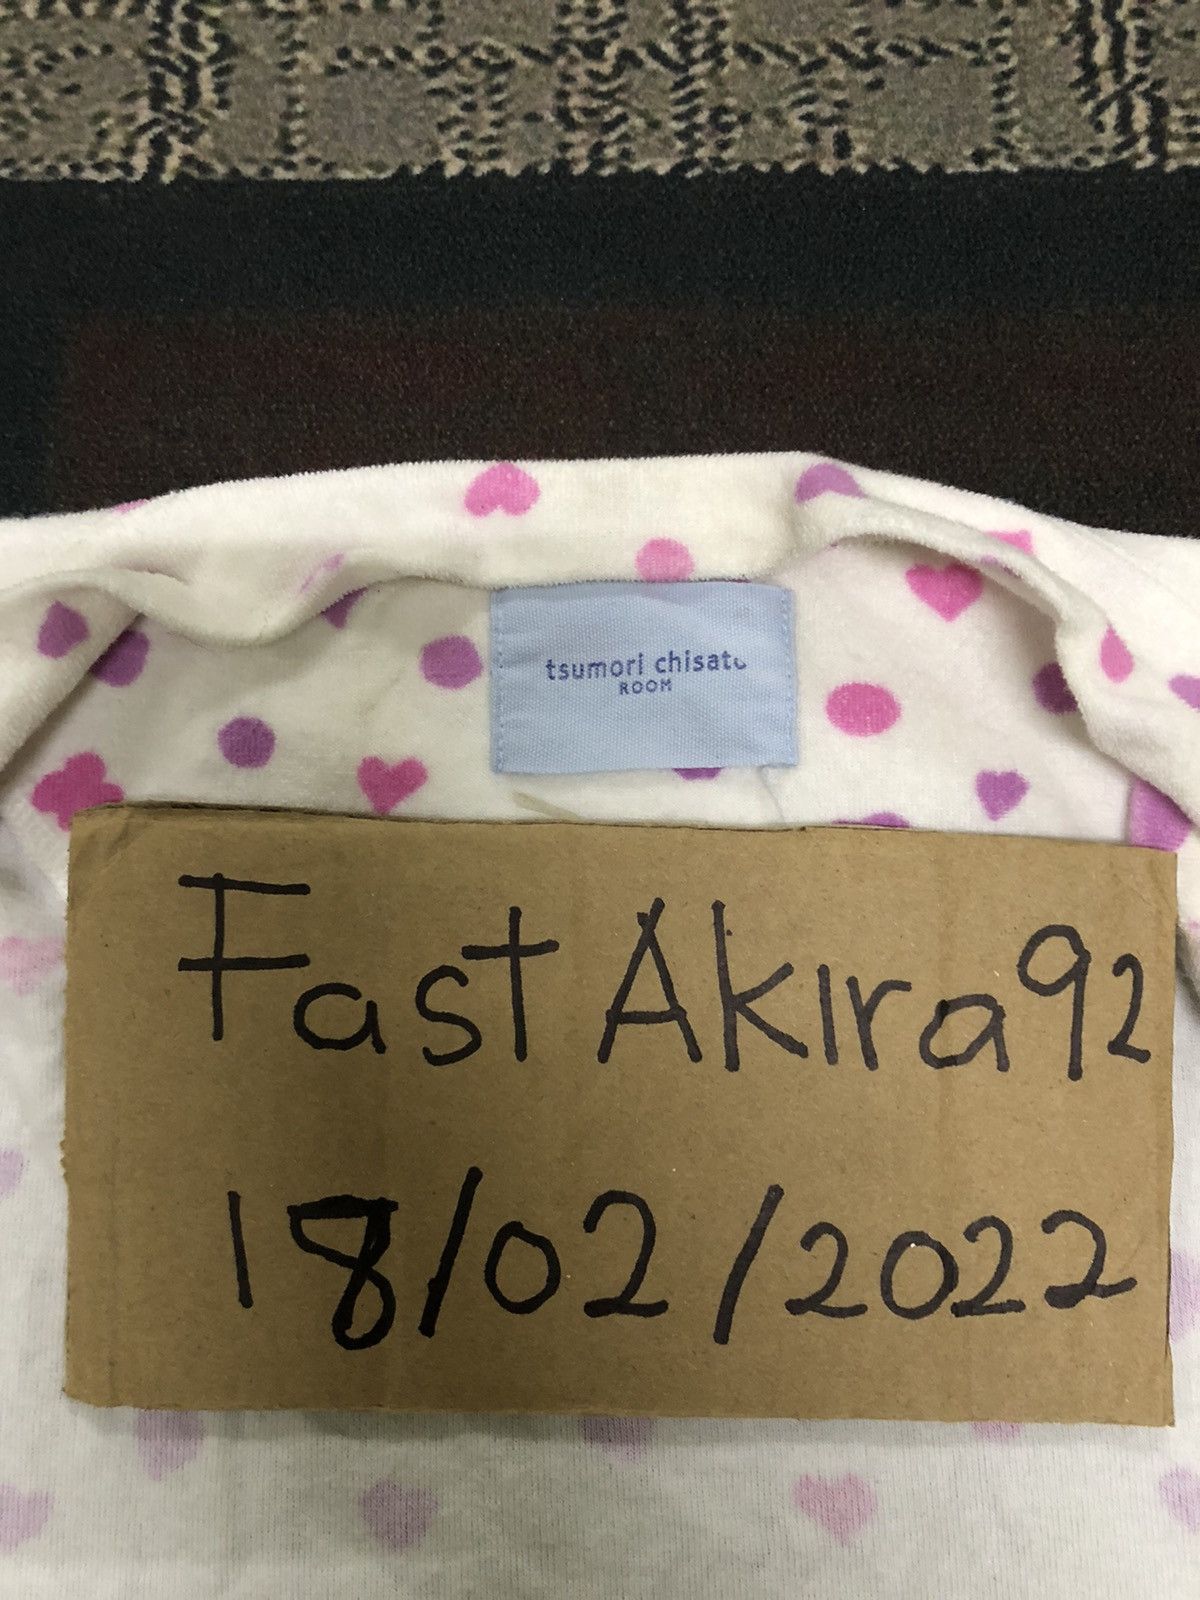 tsumori chisato
ROOM
Fast Akira92
18/02/2022